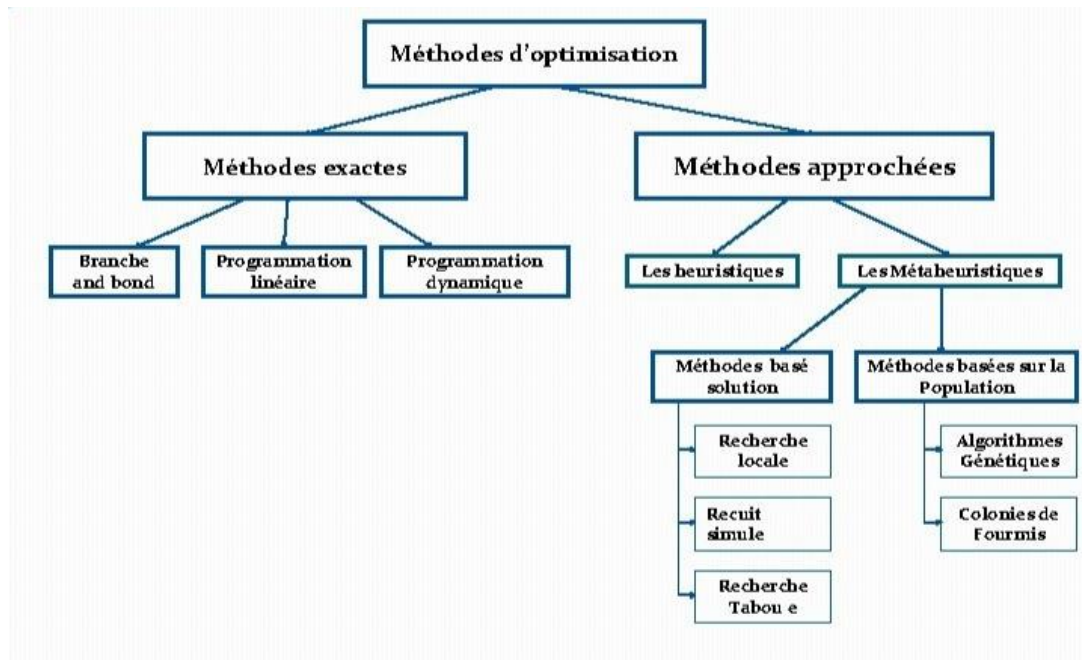 Méthodes d'optimisation
Méthodes exactes
Méthodes approchées
Branche
and bond
Programmation
linéaire
Programmation
dynamique
Les heuristiques
Les Métaheuristiques
Méthodes basé
solution
Méthodes basées sur la
Population
Recherche
locale
Recuit
simule
Recherche
Tabou e
Algorithmes
Génétiques
Colonies de
Fourmis